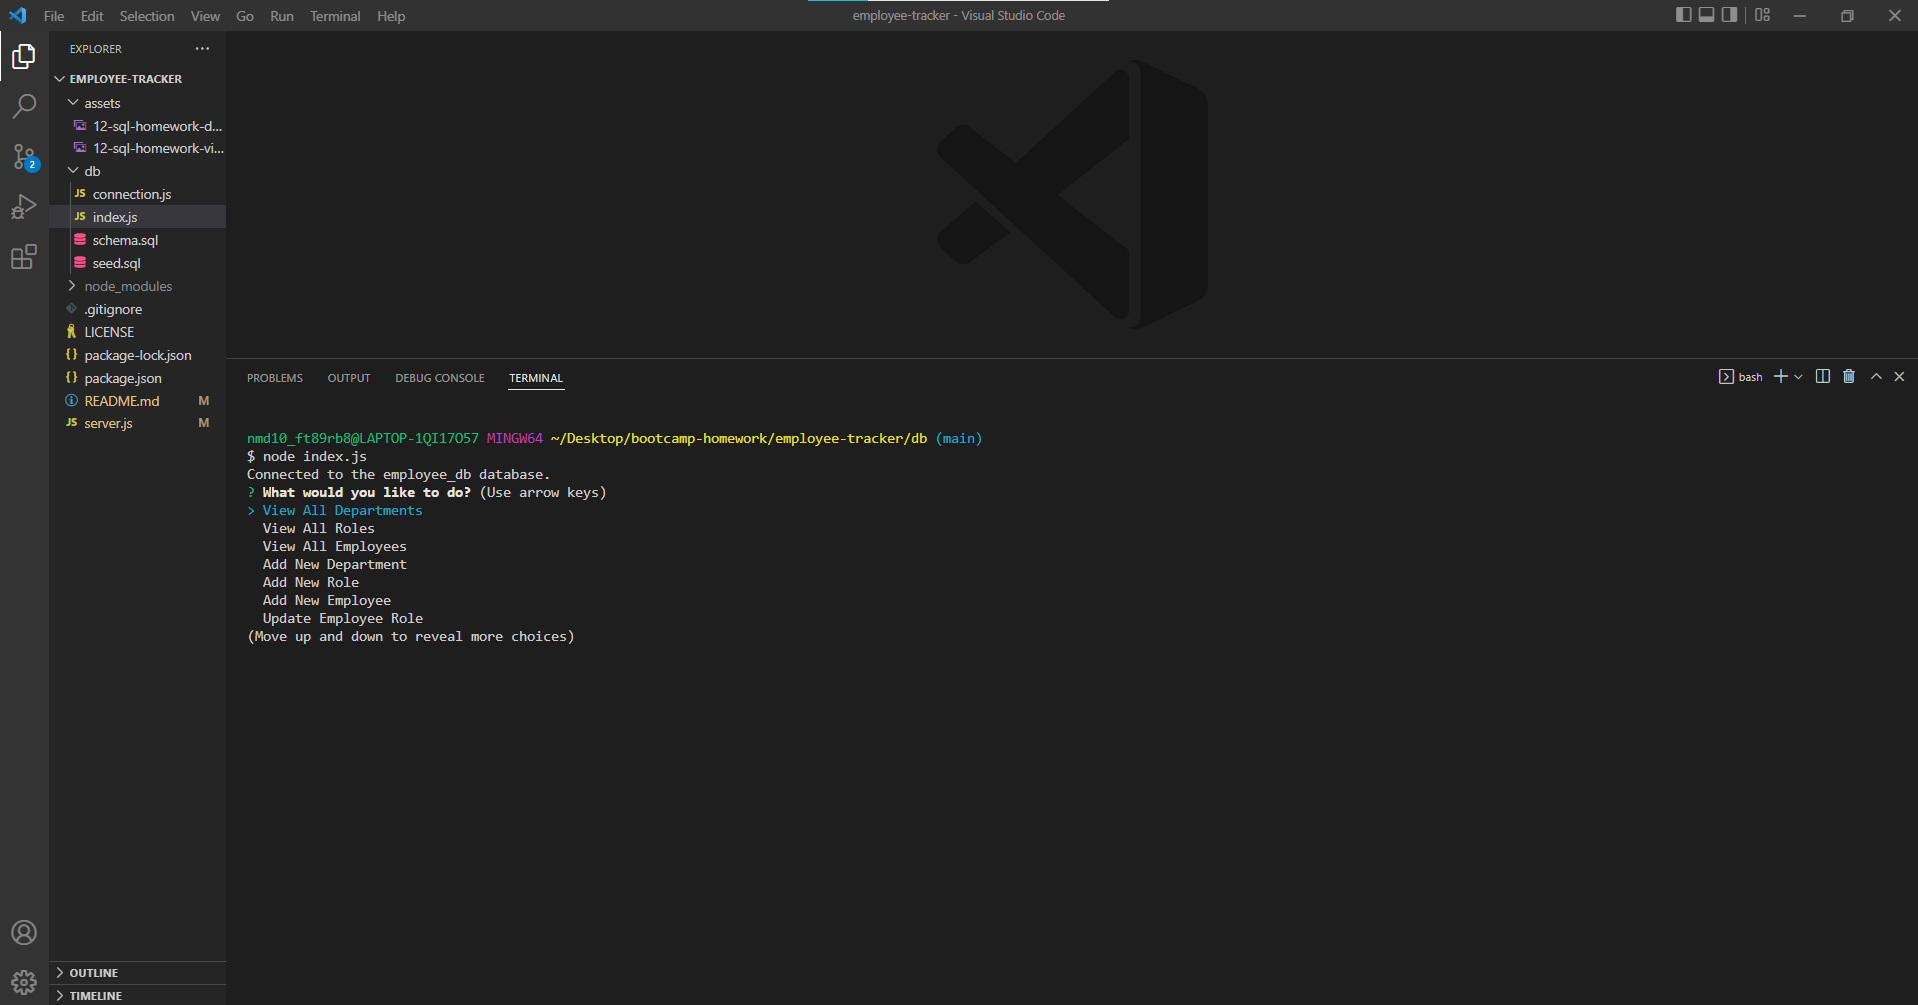 File Edit Selection View Go Run Terminal Help
employee-tracker - Visual Studio Code
EXPLORER
EMPLOYEE-TRACKER
assets
12-sql-homework-d...
12-sql-homework-vi...
db
JS connection.js
JS index.js
schema.sql
seed.sql
node_modules
.gitignore
LICENSE
{} package-lock.json
{} package.json
README.md M
JS server.js M
2
OUTLINE
TIMELINE
PROBLEMS OUTPUT DEBUG CONSOLE TERMINAL
bash
nmd10_ft89rb8@LAPTOP-1QI17O57 MINGW64 ~/Desktop/bootcamp-homework/employee-tracker/db (main)
$ node index.js
Connected to the employee_db database.
? What would you like to do? (Use arrow keys)
> View All Departments
View All Roles
View All Employees
Add New Department
Add New Role
Add New Employee
Update Employee Role
(Move up and down to reveal more choices)